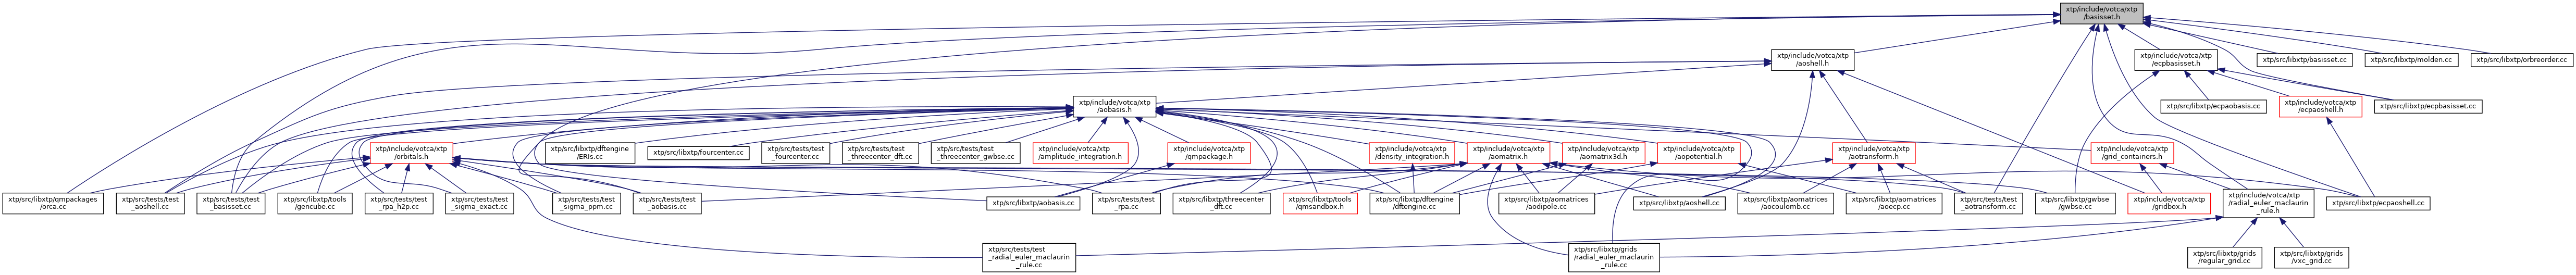 xtp/include/votca/xtp
/basisset.h
xtp/include/votca/xtp
/aoshell.h
xtp/include/votca/xtp
/ecpbasisset.h
xtp/src/libxtp/basisset.cc
xtp/src/libxtp/molden.cc
xtp/src/libxtp/orbreorder.cc
xtp/include/votca/xtp
/aobasis.h
xtp/src/libxtp/ecpaobasis.cc
xtp/include/votca/xtp
/ecpaoshell.h
xtp/src/libxtp/ecpbasisset.cc
xtp/include/votca/xtp
/orbitals.h
xtp/src/libxtp/dftengine
/ERIs.cc
xtp/src/libxtp/fourcenter.cc
xtp/src/tests/test
_fourcenter.cc
xtp/src/tests/test
_threecenter_dft.cc
xtp/src/tests/test
_threecenter_gwbse.cc
xtp/include/votca/xtp
/amplitude_integration.h
xtp/include/votca/xtp
/qmpackage.h
xtp/include/votca/xtp
/density_integration.h
xtp/include/votca/xtp
/aomatrix.h
xtp/include/votca/xtp
/aomatrix3d.h
xtp/include/votca/xtp
/aopotential.h
xtp/include/votca/xtp
/aotransform.h
xtp/include/votca/xtp
/grid_containers.h
xtp/src/libxtp/qmpackages
/orca.cc
xtp/src/tests/test
_aoshell.cc
xtp/src/tests/test
_basisset.cc
xtp/src/libxtp/tools
/gencube.cc
xtp/src/tests/test
_rpa_h2p.cc
xtp/src/tests/test
_sigma_exact.cc
xtp/src/tests/test
_sigma_ppm.cc
xtp/src/tests/test
_aobasis.cc
xtp/src/libxtp/aobasis.cc
xtp/src/tests/test
_rpa.cc
xtp/src/libxtp/threecenter
_dft.cc
xtp/src/libxtp/tools
/qmsandbox.h
xtp/src/libxtp/dftengine
/dftengine.cc
xtp/src/libxtp/aomatrices
/aodipole.cc
xtp/src/libxtp/aoshell.cc
xtp/src/libxtp/aomatrices
/aocoulomb.cc
xtp/src/libxtp/aomatrices
/aoecp.cc
xtp/src/tests/test
_aotransform.cc
xtp/src/libxtp/gwbse
/gwbse.cc
xtp/include/votca/xtp
/gridbox.h
xtp/include/votca/xtp
/radial_euler_maclaurin
_rule.h
xtp/src/libxtp/ecpaoshell.cc
xtp/src/tests/test
_radial_euler_maclaurin
_rule.cc
xtp/src/libxtp/grids
/radial_euler_maclaurin
_rule.cc
xtp/src/libxtp/grids
/regular_grid.cc
xtp/src/libxtp/grids
/vxc_grid.cc